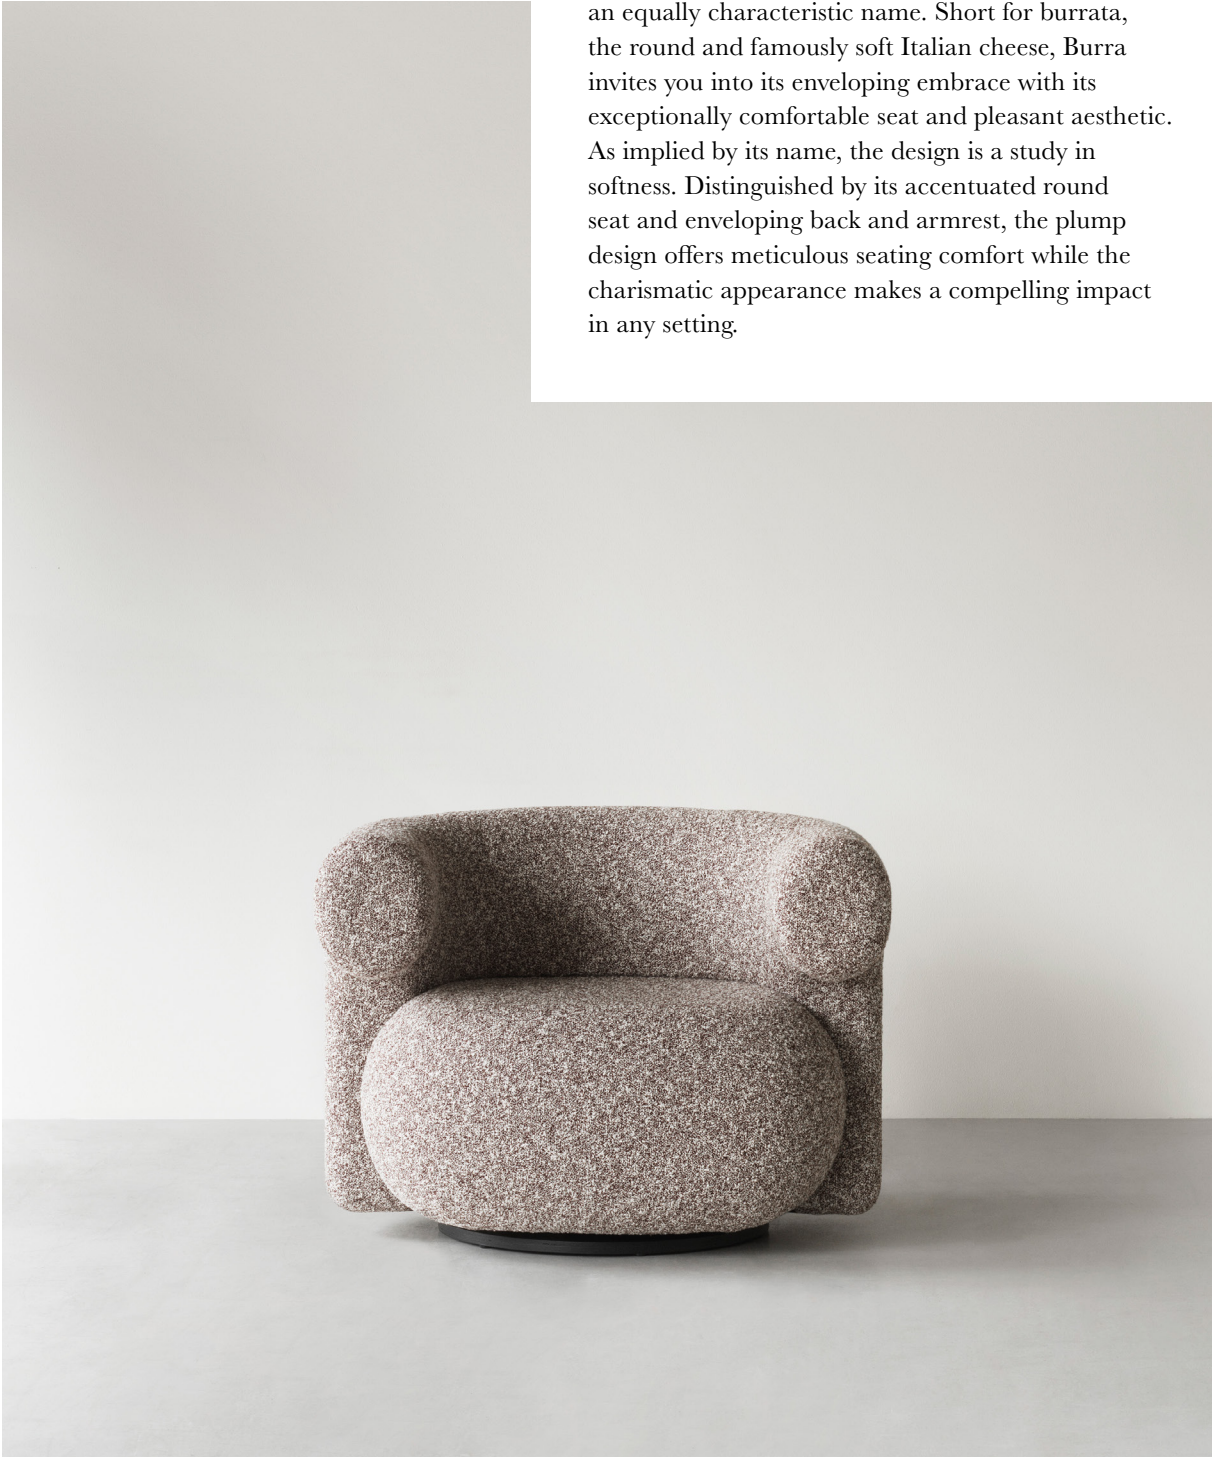 an equally characteristic name. Short for burrata,
the round and famously soft Italian cheese, Burra
invites you into its enveloping embrace with its
exceptionally comfortable seat and pleasant aesthetic.
As implied by its name, the design is a study in
softness. Distinguished by its accentuated round
seat and enveloping back and armrest, the plump
design offers meticulous seating comfort while the
charismatic appearance makes a compelling impact
in any setting.